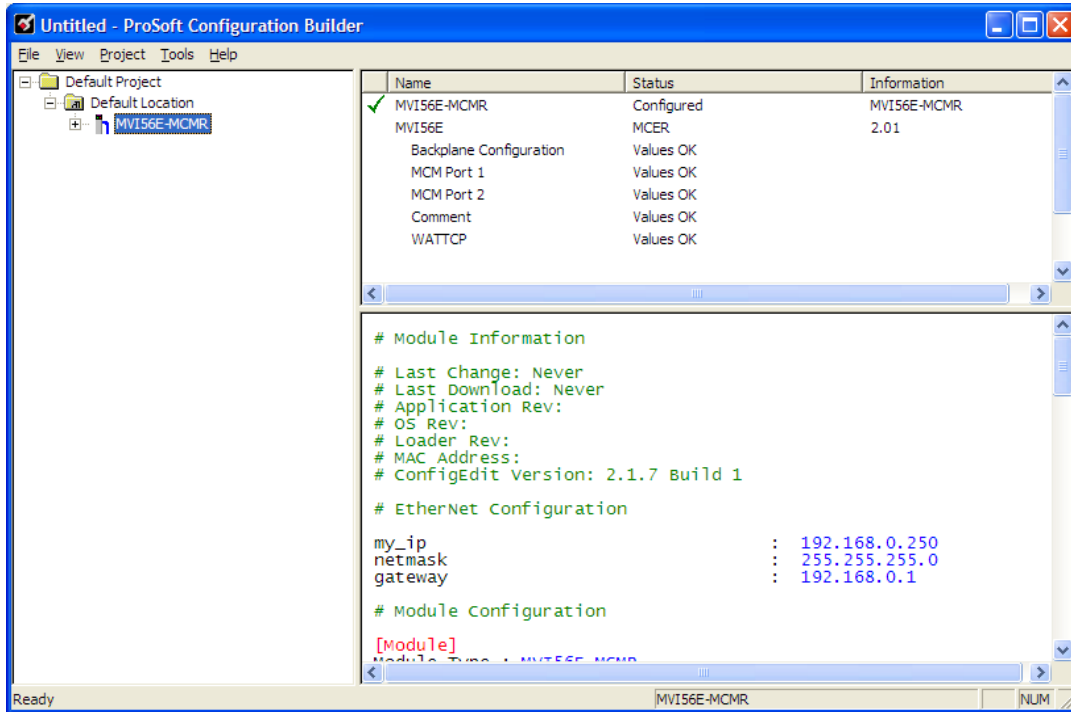 Untitled - ProSoft Configuration Builder
File View Project Tools Help
Default Project
Default Location
MVI56E-MCMR
Name Status Information
MVI56E-MCMR Configured MVI56E-MCMR
MVI56E MCER 2.01
Backplane Configuration Values OK
MCM Port 1 Values OK
MCM Port 2 Values OK
Comment Values OK
WATTCP Values OK
# Module Information
# Last Change: Never
# Last Download: Never
# Application Rev:
# OS Rev:
# Loader Rev:
# MAC Address:
# ConfigEdit Version: 2.1.7 Build 1
# EtherNet Configuration
my_ip : 192.168.0.250
netmask : 255.255.255.0
gateway : 192.168.0.1
# Module Configuration
[Module]
Module Type : MVI56E-MCMR
Ready MVI56E-MCMR NUM